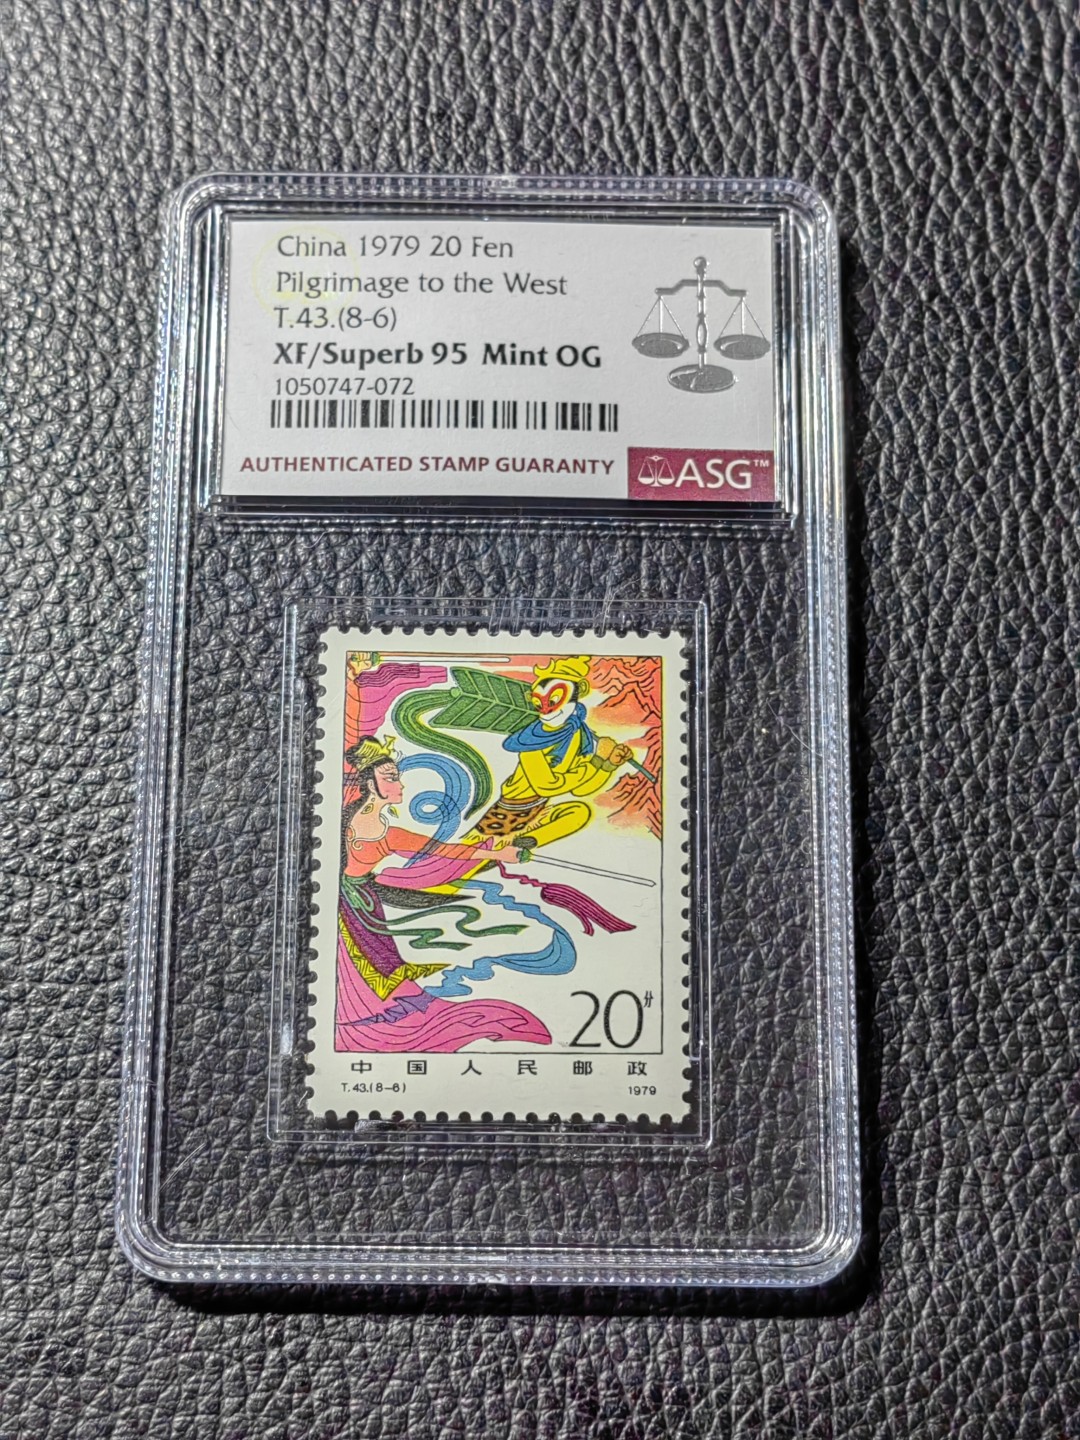 China 1979 20 Fen
Pilgrimage to the West
T.43.(8-6)
XF/Superb 95 Mint OG
1050747-072
AUTHENTICATED STAMP GUARANTY
ASG™
20分
中国人民邮政
T.43.(8-6) 1979